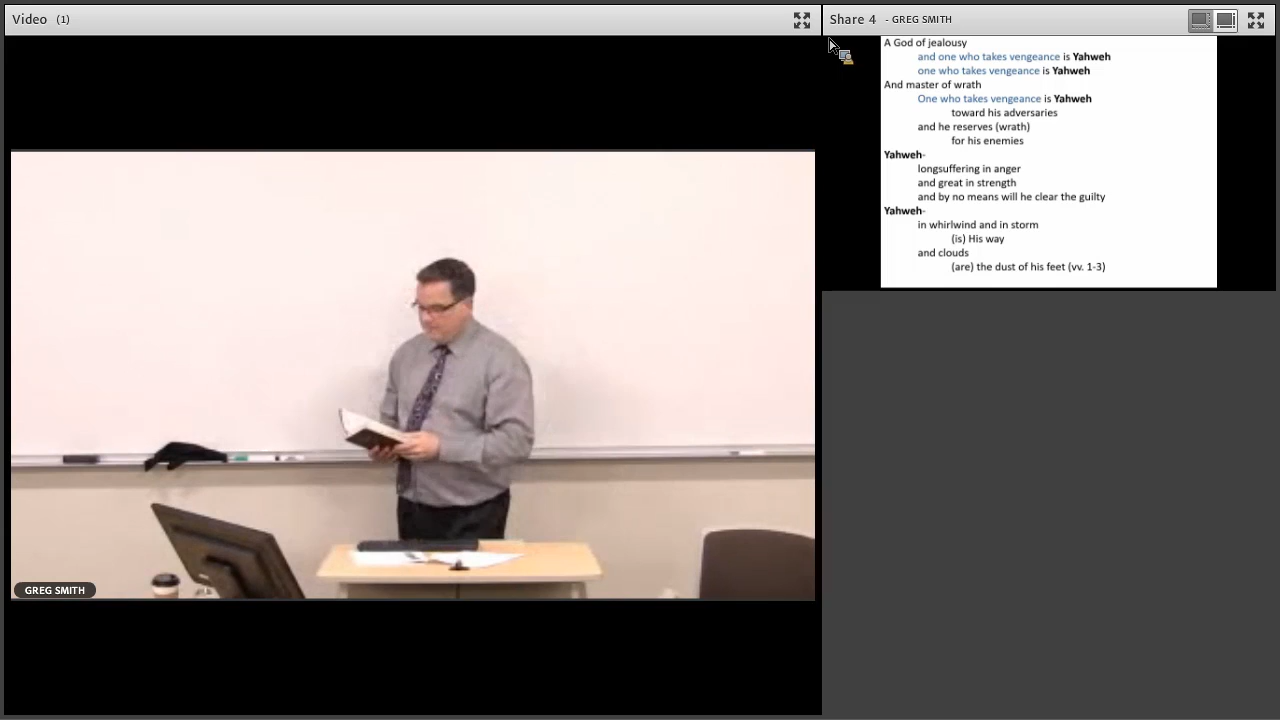 Video (1)
Share 4 - GREG SMITH
A God of jealousy
and one who takes vengeance is Yahweh
one who takes vengeance is Yahweh
And master of wrath
One who takes vengeance is Yahweh
toward his adversaries
and he reserves (wrath)
for his enemies
Yahweh-
longsuffering in anger
and great in strength
and by no means will he clear the guilty
Yahweh-
in whirlwind and in storm
(is) His way
and clouds
(are) the dust of his feet (vv. 1-3)
GREG SMITH